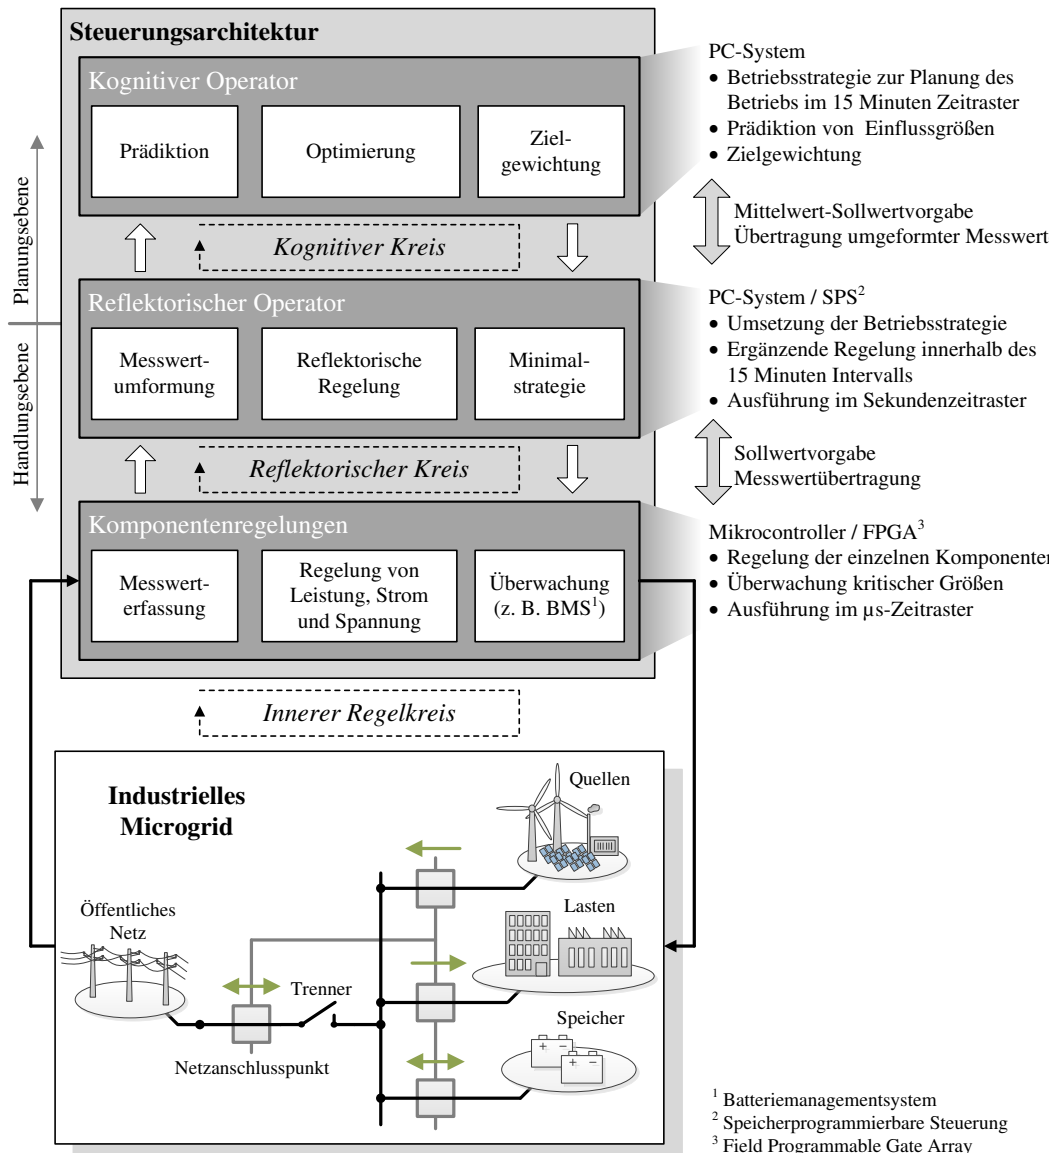 Steuerungsarchitektur
Kognitiver Operator
Prädiktion
Optimierung
Ziel-
gewichtung
PC-System
• Betriebsstrategie zur Planung des
Betriebs im 15 Minuten Zeitraster
• Prädiktion von Einflussgrößen
• Zielgewichtung
Planungsebene
Handlungsebene
Kognitiver Kreis
Mittelwert-Sollwertvorgabe
Übertragung umgeformter Messwert
Reflektorischer Operator
Messwert-
umformung
Reflektorische
Regelung
Minimal-
strategie
PC-System / SPS²
• Umsetzung der Betriebsstrategie
• Ergänzende Regelung innerhalb des
15 Minuten Intervalls
• Ausführung im Sekundenzeitraster
Reflektorischer Kreis
Sollwertvorgabe
Messwertübertragung
Komponentenregelungen
Messwert-
erfassung
Regelung von
Leistung, Strom
und Spannung
Überwachung
(z. B. BMS¹)
Mikrocontroller / FPGA³
• Regelung der einzelnen Komponenten
• Überwachung kritischer Größen
• Ausführung im µs-Zeitraster
Innerer Regelkreis
Industrielles
Microgrid
Quellen
Öffentliches
Netz
Lasten
Trenner
Speicher
Netzanschlusspunkt
+ −
+ −
¹ Batteriemanagementsystem
² Speicherprogrammierbare Steuerung
³ Field Programmable Gate Array